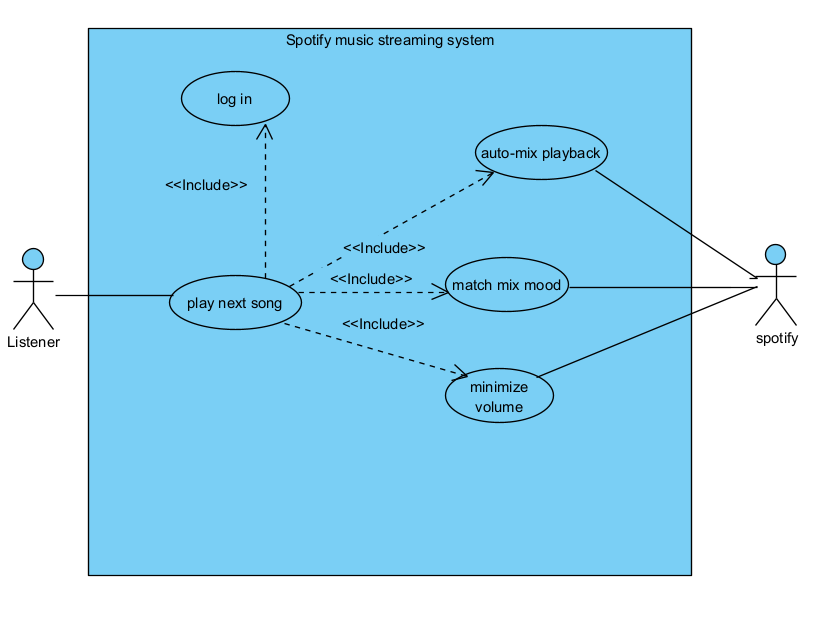 Spotify music streaming system
log in
auto-mix playback
<<Include>>
<<Include>>
<<Include>>
match mix mood
play next song
<<Include>>
Listener
spotify
minimize
volume